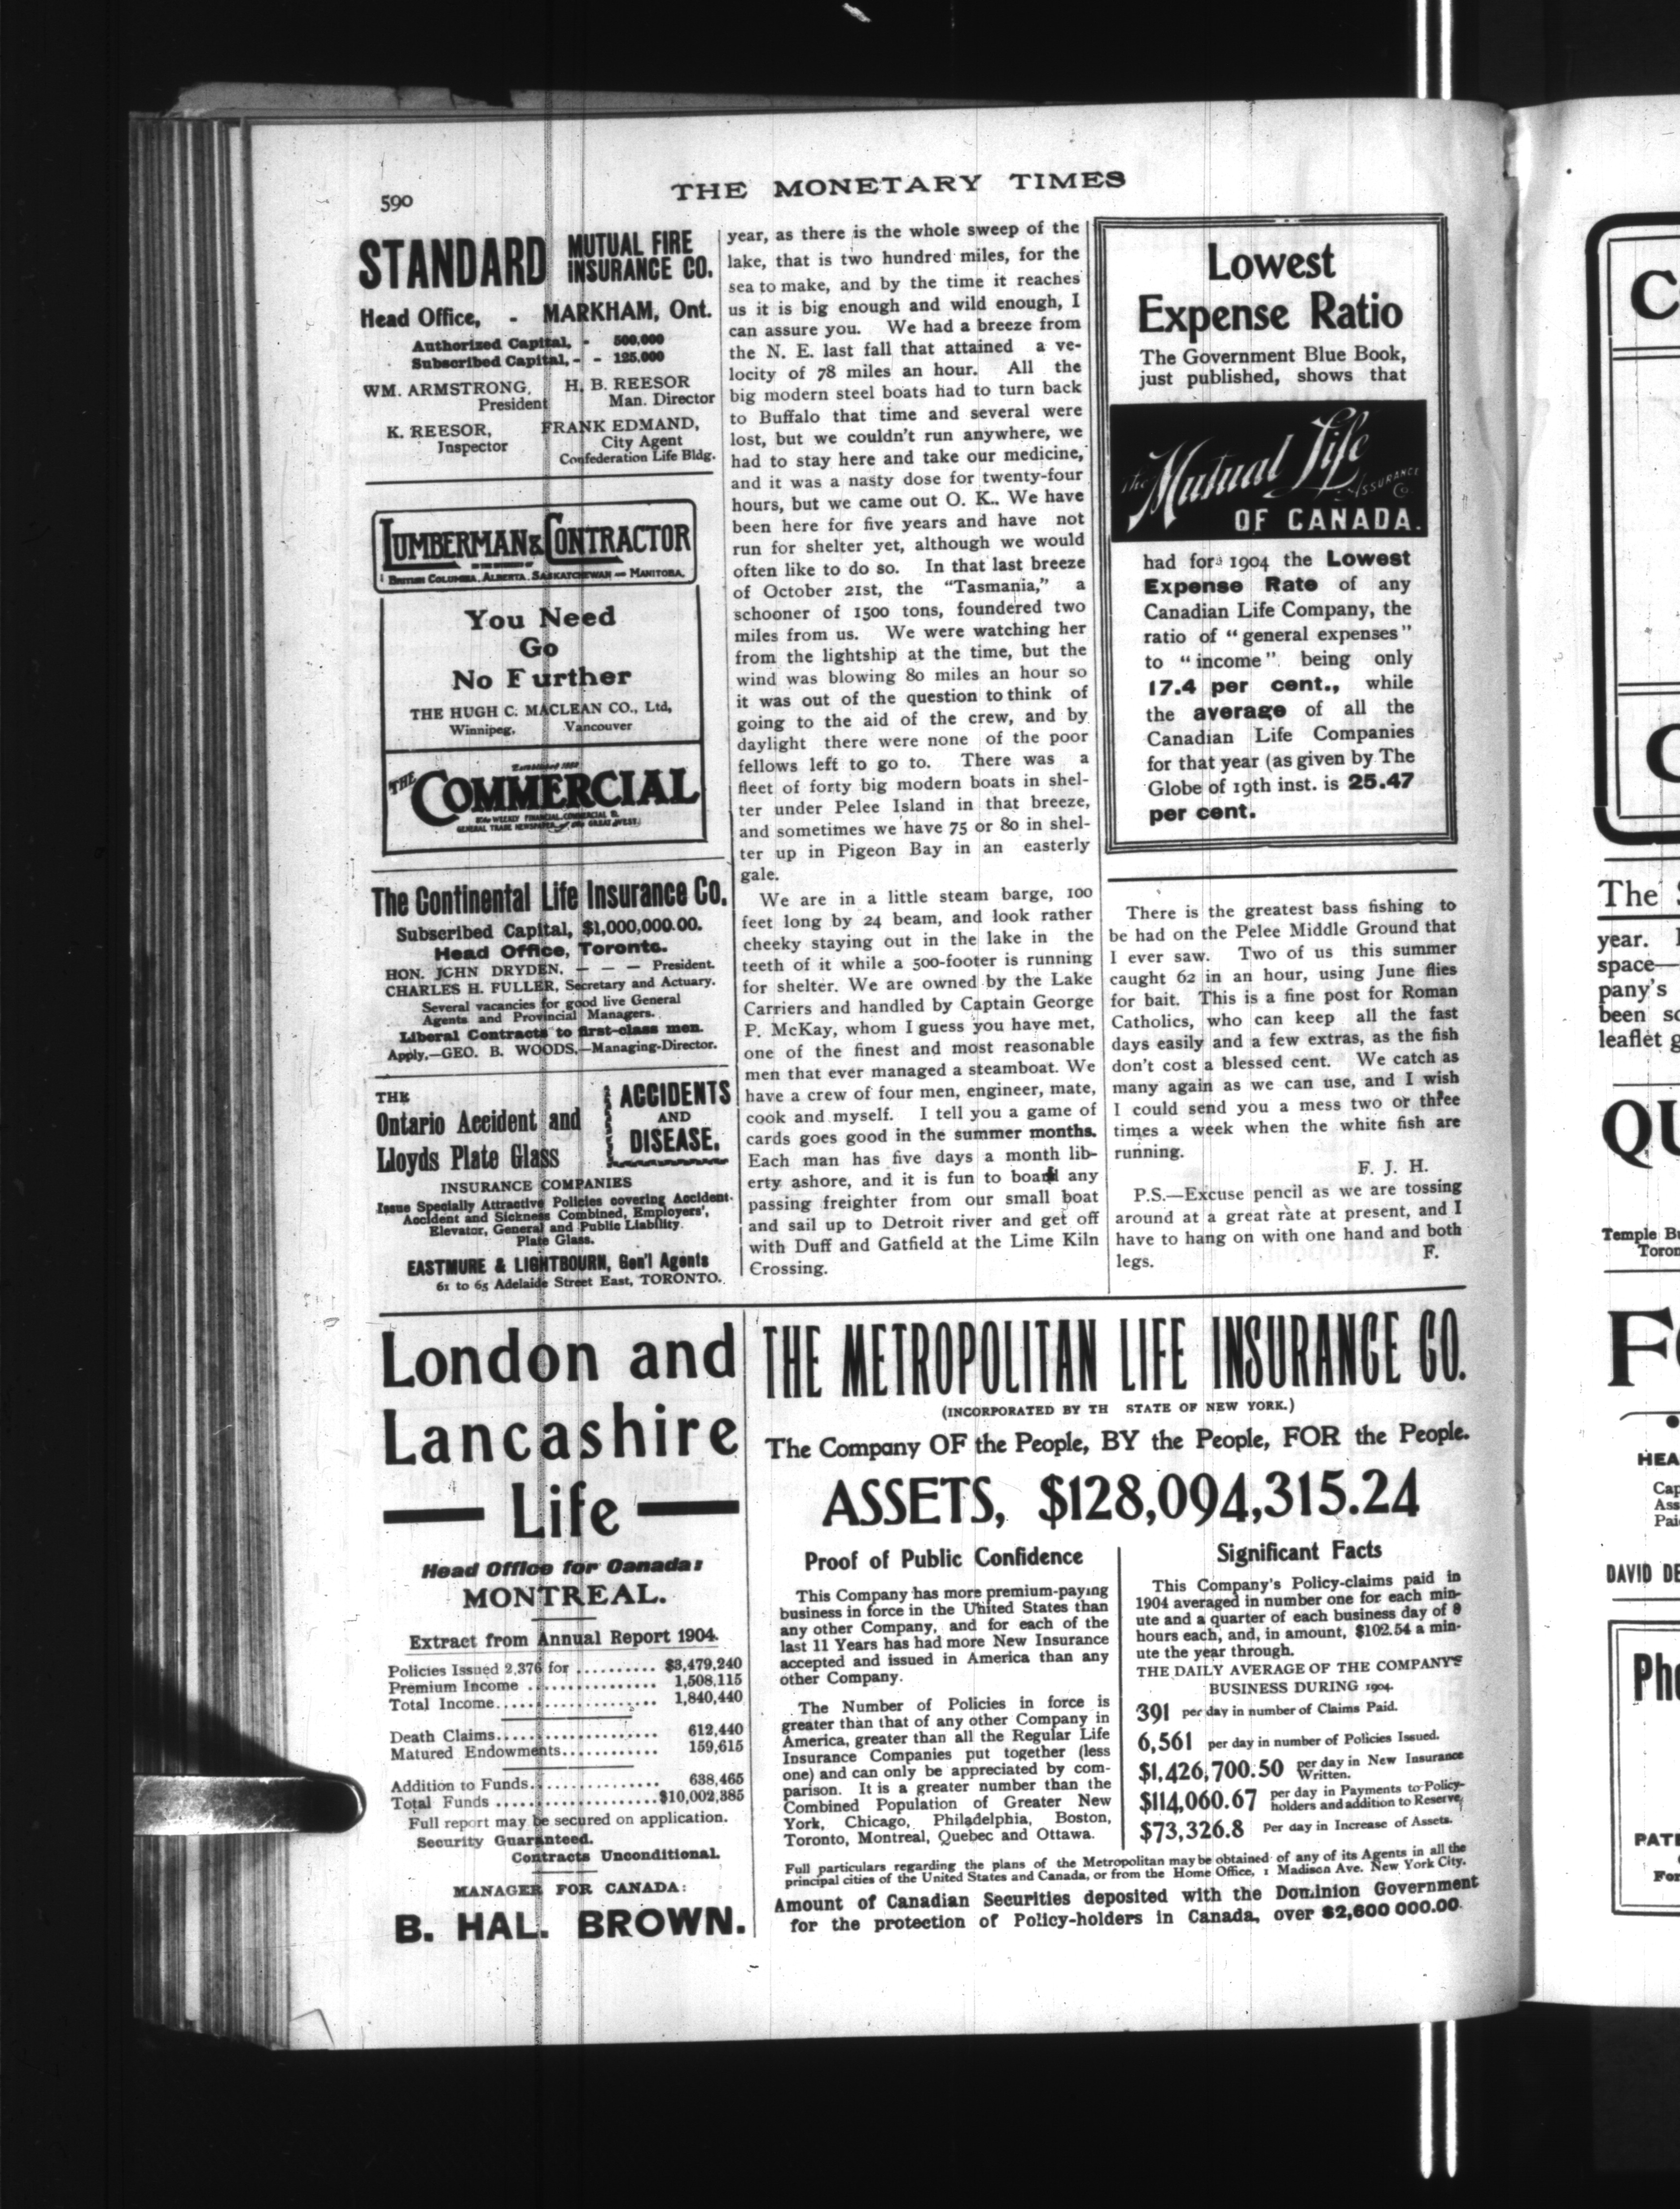 590
THE MONETARY TIMES
STANDARD MUTUAL FIRE
INSURANCE CO.
Head Office, - MARKHAM, Ont.
Authorized Capital, - 500,000
Subscribed Capital, - - 125,000
WM. ARMSTRONG, H. B. REESOR
President Man. Director
K. REESOR, FRANK EDMAND,
Inspector City Agent
Confederation Life Bldg.
LUMBERMAN & CONTRACTOR
BRITISH COLUMBIA, ALBERTA, SASKATCHEWAN AND MANITOBA.
You Need
Go
No Further
THE HUGH C. MACLEAN CO., Ltd,
Winnipeg, Vancouver
THE COMMERCIAL
The Continental Life Insurance Co.
Subscribed Capital, $1,000,000.00.
Head Office, Toronto.
HON. JOHN DRYDEN, — — — President.
CHARLES H. FULLER, Secretary and Actuary.
Several vacancies for good live General
Agents and Provincial Managers.
Liberal Contracts to first-class men.
Apply,—GEO. B. WOODS,—Managing-Director.
THE
Ontario Accident and
Lloyds Plate Glass
ACCIDENTS
AND
DISEASE.
INSURANCE COMPANIES
Issue Specially Attractive Policies covering Accident
Accident and Sickness Combined, Employers',
Elevator, General and Public Liability.
Plate Glass.
EASTMURE & LIGHTBOURN, Gen'l Agents
61 to 65 Adelaide Street East, TORONTO.
year, as there is the whole sweep of the
lake, that is two hundred miles, for the
sea to make, and by the time it reaches
us it is big enough and wild enough, I
can assure you. We had a breeze from
the N. E. last fall that attained a ve-
locity of 78 miles an hour. All the
big modern steel boats had to turn back
to Buffalo that time and several were
lost, but we couldn't run anywhere, we
had to stay here and take our medicine,
and it was a nasty dose for twenty-four
hours, but we came out O. K.. We have
been here for five years and have not
run for shelter yet, although we would
often like to do so. In that last breeze
of October 21st, the "Tasmania," a
schooner of 1500 tons, foundered two
miles from us. We were watching her
from the lightship at the time, but the
wind was blowing 80 miles an hour so
it was out of the question to think of
going to the aid of the crew, and by
daylight there were none of the poor
fellows left to go to. There was a
fleet of forty big modern boats in shel-
ter under Pelee Island in that breeze,
and sometimes we have 75 or 80 in shel-
ter up in Pigeon Bay in an easterly
gale.
We are in a little steam barge, 100
feet long by 24 beam, and look rather
cheeky staying out in the lake in the
teeth of it while a 500-footer is running
for shelter. We are owned by the Lake
Carriers and handled by Captain George
P. McKay, whom I guess you have met,
one of the finest and most reasonable
men that ever managed a steamboat. We
have a crew of four men, engineer, mate,
cook and myself. I tell you a game of
cards goes good in the summer months.
Each man has five days a month lib-
erty ashore, and it is fun to board any
passing freighter from our small boat
and sail up to Detroit river and get off
with Duff and Gatfield at the Lime Kiln
Crossing.
Lowest
Expense Ratio
The Government Blue Book,
just published, shows that
The Mutual Life
ASSURANCE
Co.
OF CANADA.
had for 1904 the Lowest
Expense Rate of any
Canadian Life Company, the
ratio of "general expenses"
to "income" being only
17.4 per cent., while
the average of all the
Canadian Life Companies
for that year (as given by The
Globe of 19th inst. is 25.47
per cent.
There is the greatest bass fishing to
be had on the Pelee Middle Ground that
I ever saw. Two of us this summer
caught 62 in an hour, using June flies
for bait. This is a fine post for Roman
Catholics, who can keep all the fast
days easily and a few extras, as the fish
don't cost a blessed cent. We catch as
many again as we can use, and I wish
I could send you a mess two or three
times a week when the white fish are
running.
F. J. H.
P.S.—Excuse pencil as we are tossing
around at a great rate at present, and I
have to hang on with one hand and both
legs. F.
London and
Lancashire
Life
Head Office for Canada:
MONTREAL.
Extract from Annual Report 1904.
Policies Issued 2,376 for .......... $3,479,240
Premium Income ................ 1,508,115
Total Income.................... 1,840,440
Death Claims.................... 612,440
Matured Endowments............ 159,615
Addition to Funds................ 638,465
Total Funds ....................$10,002,385
Full report may be secured on application.
Security Guaranteed.
Contracts Unconditional.
MANAGER FOR CANADA:
B. HAL. BROWN.
THE METROPOLITAN LIFE INSURANCE CO.
(INCORPORATED BY TH STATE OF NEW YORK.)
The Company OF the People, BY the People, FOR the People.
ASSETS, $128,094,315.24
Proof of Public Confidence
This Company has more premium-paying
business in force in the United States than
any other Company, and for each of the
last 11 Years has had more New Insurance
accepted and issued in America than any
other Company.
The Number of Policies in force is
greater than that of any other Company in
America, greater than all the Regular Life
Insurance Companies put together (less
one) and can only be appreciated by com-
parison. It is a greater number than the
Combined Population of Greater New
York, Chicago, Philadelphia, Boston,
Toronto, Montreal, Quebec and Ottawa.
Significant Facts
This Company's Policy-claims paid in
1904 averaged in number one for each min-
ute and a quarter of each business day of 8
hours each, and, in amount, $102.54 a min-
ute the year through.
THE DAILY AVERAGE OF THE COMPANY'S
BUSINESS DURING 1904.
391 per day in number of Claims Paid.
6,561 per day in number of Policies Issued.
$1,426,700.50 per day in New Insurance
Written.
$114,060.67 per day in Payments to Policy-
holders and addition to Reserve,
$73,326.8 Per day in Increase of Assets.
Full particulars regarding the plans of the Metropolitan may be obtained of any of its Agents in all the
principal cities of the United States and Canada, or from the Home Office, 1 Madison Ave. New York City.
Amount of Canadian Securities deposited with the Dominion Government
for the protection of Policy-holders in Canada, over $2,600 000.00.
The
year.
space—
pany's
been
leaflet
Temple
DAVID